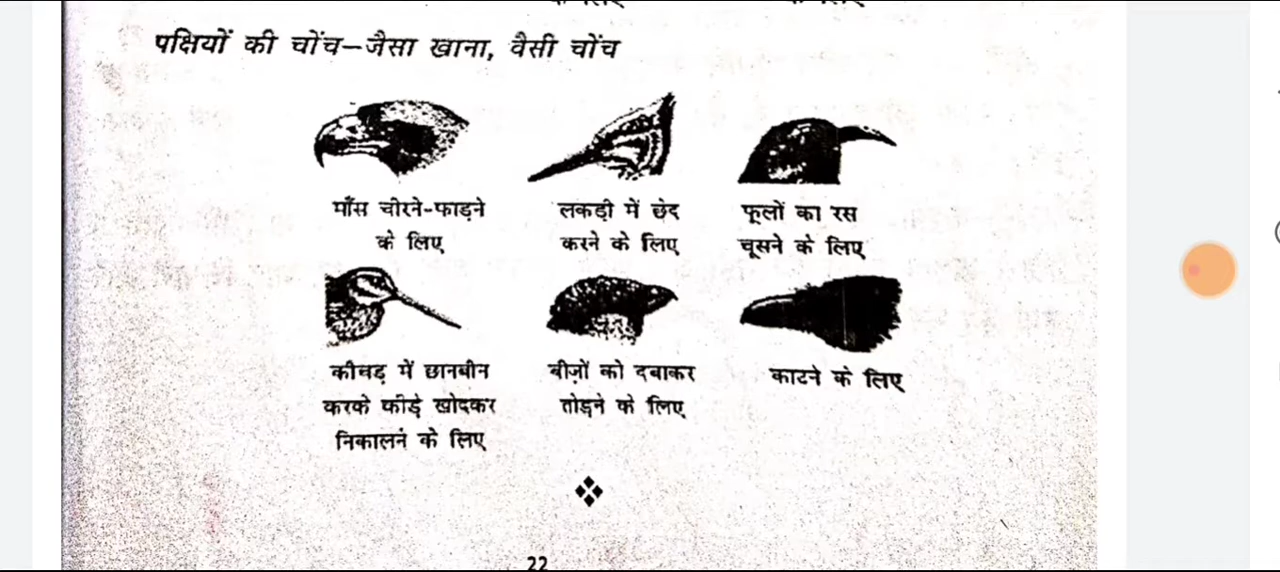 पक्षियों की चोंच—जैसा खाना, वैसी चोंच
माँस चीरने-फाड़ने
के लिए
लकड़ी में छेद
करने के लिए
फूलों का रस
चूसने के लिए
कीचड़ में छानबीन
करके कीड़े खोदकर
निकालने के लिए
बीज़ों को दबाकर
तोड़ने के लिए
काटने के लिए
22